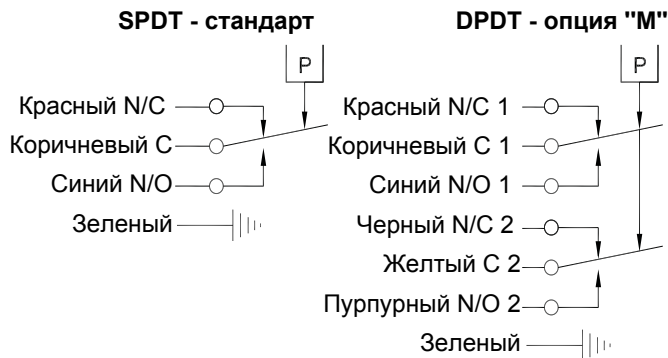 SPDT - стандарт
P
Красный N/C
Коричневый C
Синий N/O
Зеленый
DPDT - опция "M"
P
Красный N/C 1
Коричневый C 1
Синий N/O 1
Черный N/C 2
Желтый C 2
Пурпурный N/O 2
Зеленый